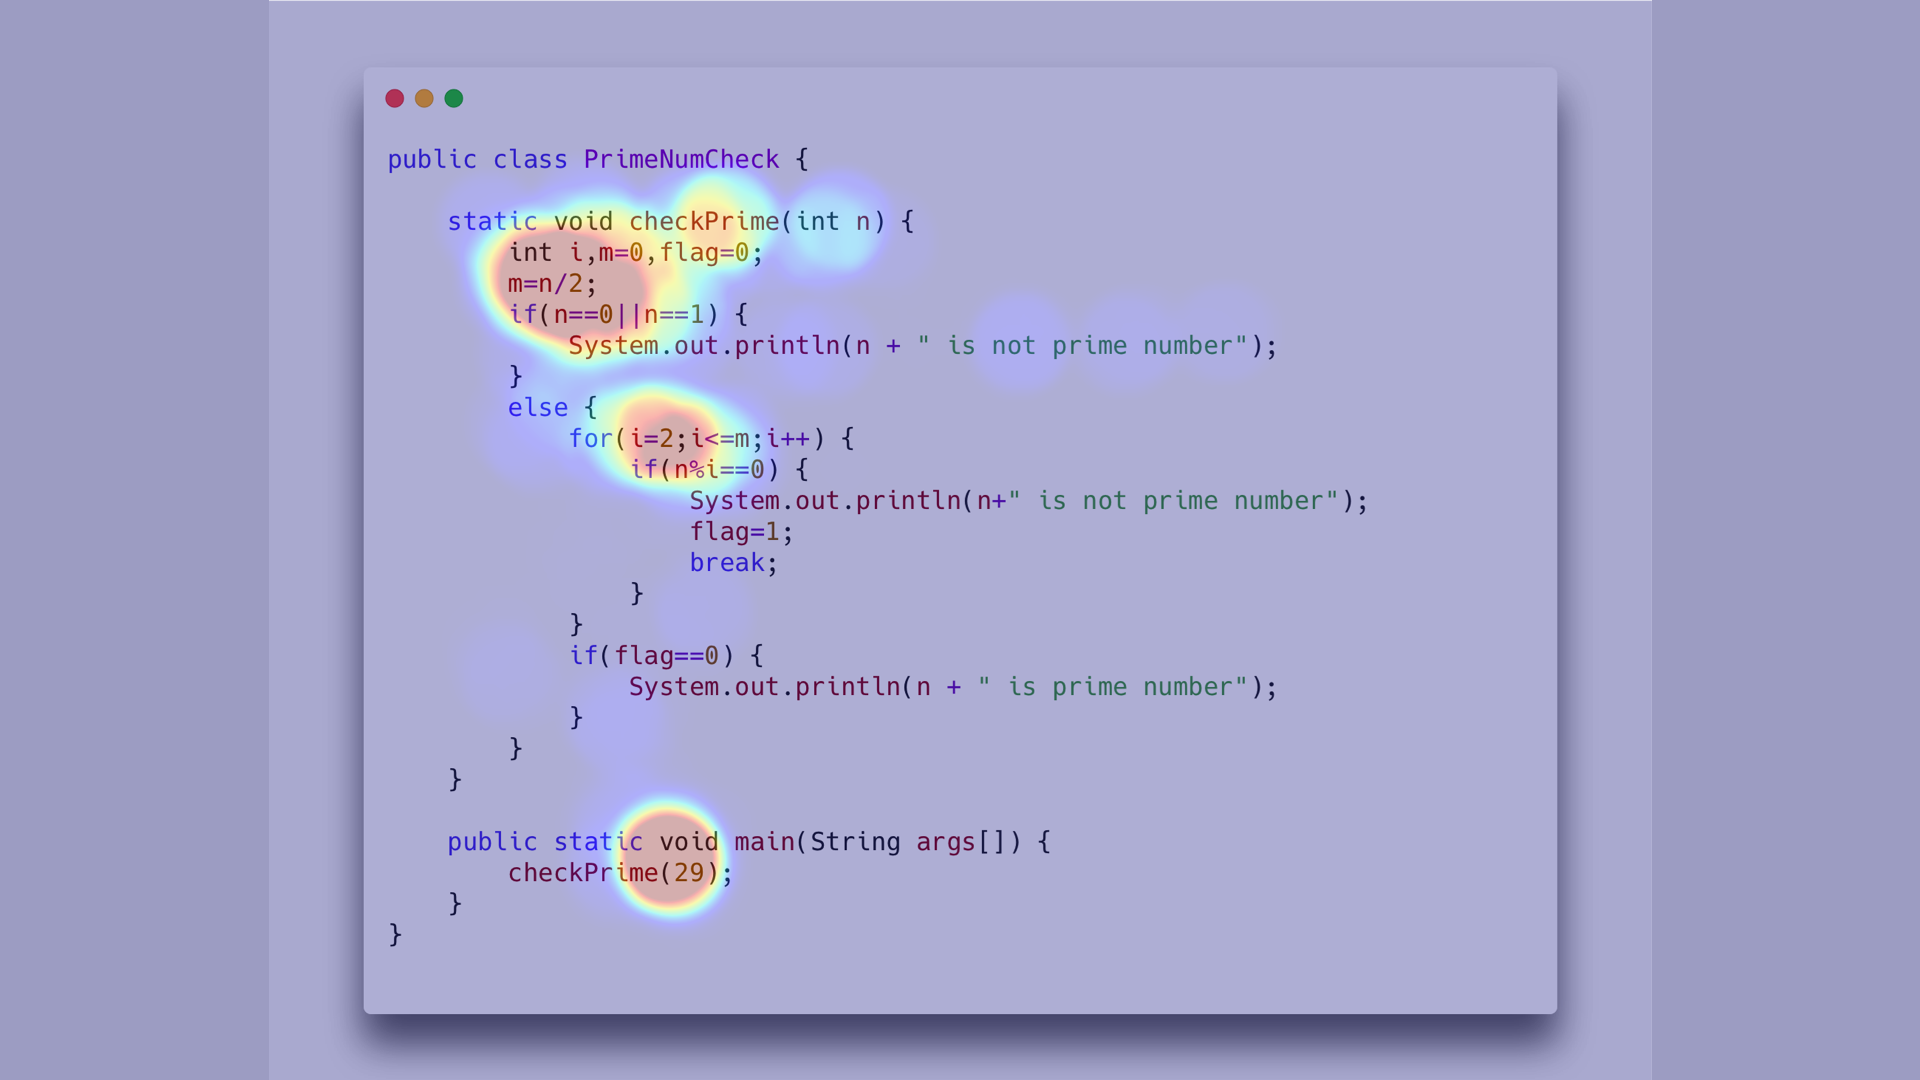 public class PrimeNumCheck {
static void checkPrime(int n) {
int i,m=0,flag=0;
m=n/2;
if(n==0||n==1) {
System.out.println(n + " is not prime number");
}
else {
for(i=2;i<=m;i++) {
if(n%i==0) {
System.out.println(n+" is not prime number");
flag=1;
break;
}
}
if(flag==0) {
System.out.println(n + " is prime number");
}
}
}
public static void main(String args[]) {
checkPrime(29);
}
}